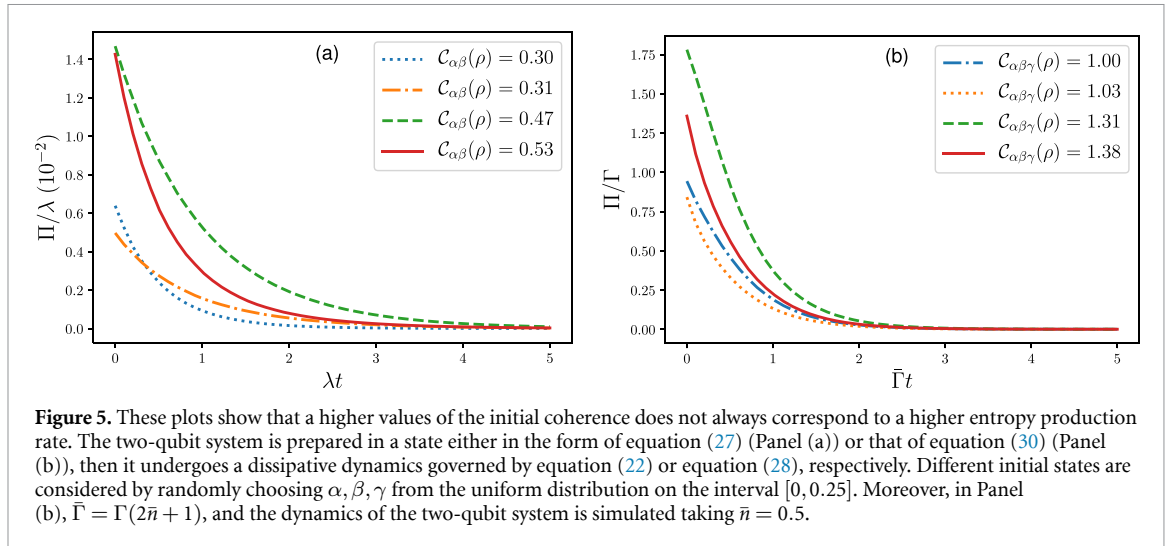 (a)
𝒞αβ(ρ) = 0.30
𝒞αβ(ρ) = 0.31
𝒞αβ(ρ) = 0.47
𝒞αβ(ρ) = 0.53
Π/λ (10⁻²)
1.4
1.2
1.0
0.8
0.6
0.4
0.2
0.0
0 1 2 3 4 5
λt
(b)
𝒞αβγ(ρ) = 1.00
𝒞αβγ(ρ) = 1.03
𝒞αβγ(ρ) = 1.31
𝒞αβγ(ρ) = 1.38
Π/Γ
1.75
1.50
1.25
1.00
0.75
0.50
0.25
0.00
0 1 2 3 4 5
Γ̄t
Figure 5. These plots show that a higher values of the initial coherence does not always correspond to a higher entropy production
rate. The two-qubit system is prepared in a state either in the form of equation (27) (Panel (a)) or that of equation (30) (Panel
(b)), then it undergoes a dissipative dynamics governed by equation (22) or equation (28), respectively. Different initial states are
considered by randomly choosing α, β, γ from the uniform distribution on the interval [0, 0.25]. Moreover, in Panel
(b), Γ̄ = Γ(2n̄ + 1), and the dynamics of the two-qubit system is simulated taking n̄ = 0.5.